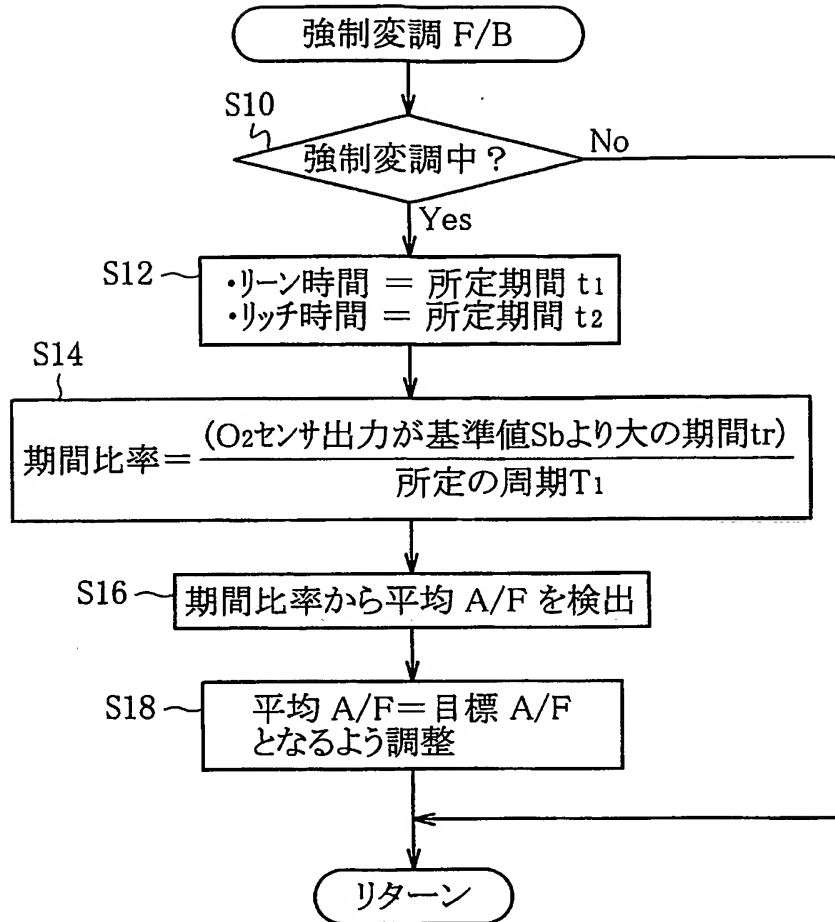 強制変調 F/B
S10
強制変調中？
No
Yes
S12
・リーン時間 ＝ 所定期間 t1
・リッチ時間 ＝ 所定期間 t2
S14
期間比率＝(O2センサ出力が基準値Sbより大の期間tr)
所定の周期T1
S16
期間比率から平均 A/F を検出
S18
平均 A/F＝目標 A/F
となるよう調整
リターン